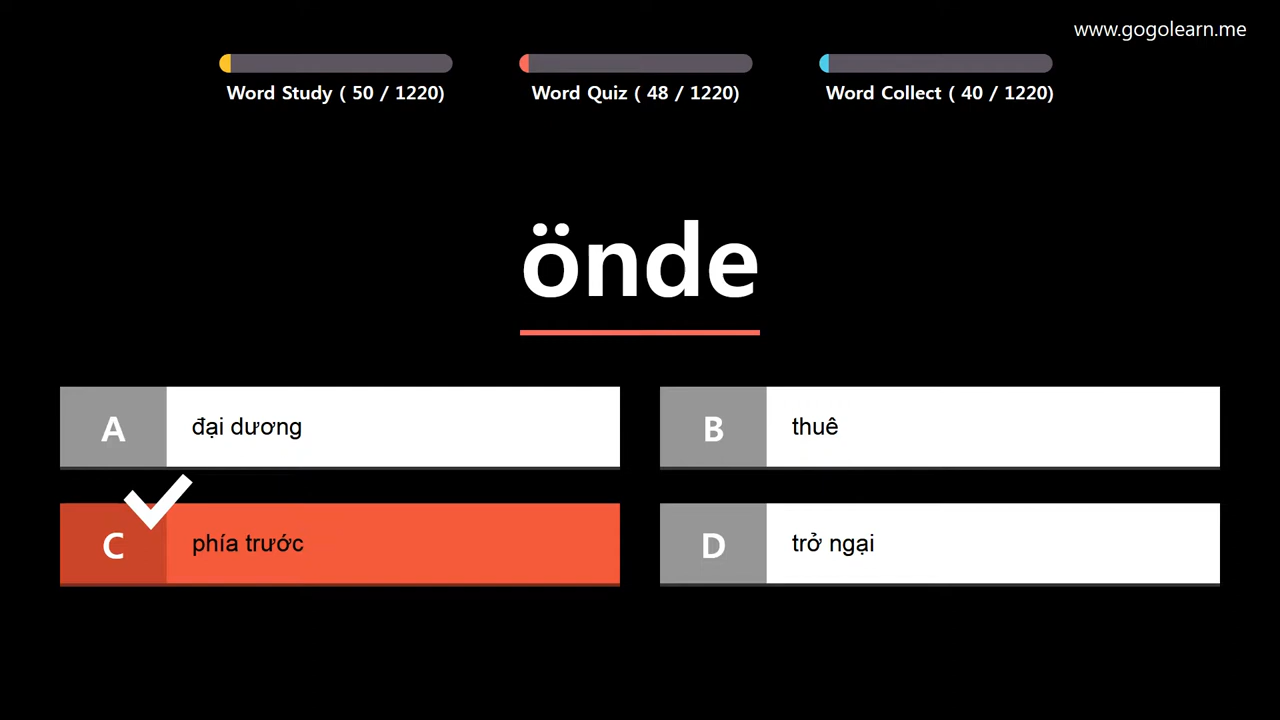 www.gogolearn.me
Word Study ( 50 / 1220)
Word Quiz ( 48 / 1220)
Word Collect ( 40 / 1220)
önde
A
đại dương
B
thuê
C
phía trước
D
trở ngại